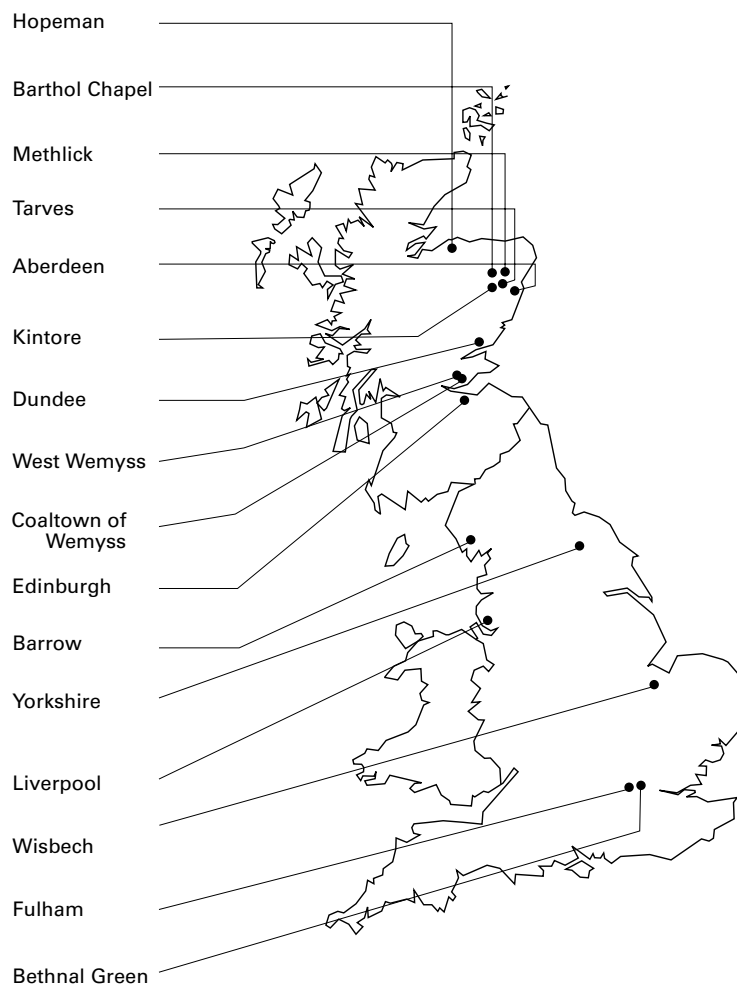 Hopeman
Barthol Chapel
Methlick
Tarves
Aberdeen
Kintore
Dundee
West Wemyss
Coaltown of
Wemyss
Edinburgh
Barrow
Yorkshire
Liverpool
Wisbech
Fulham
Bethnal Green